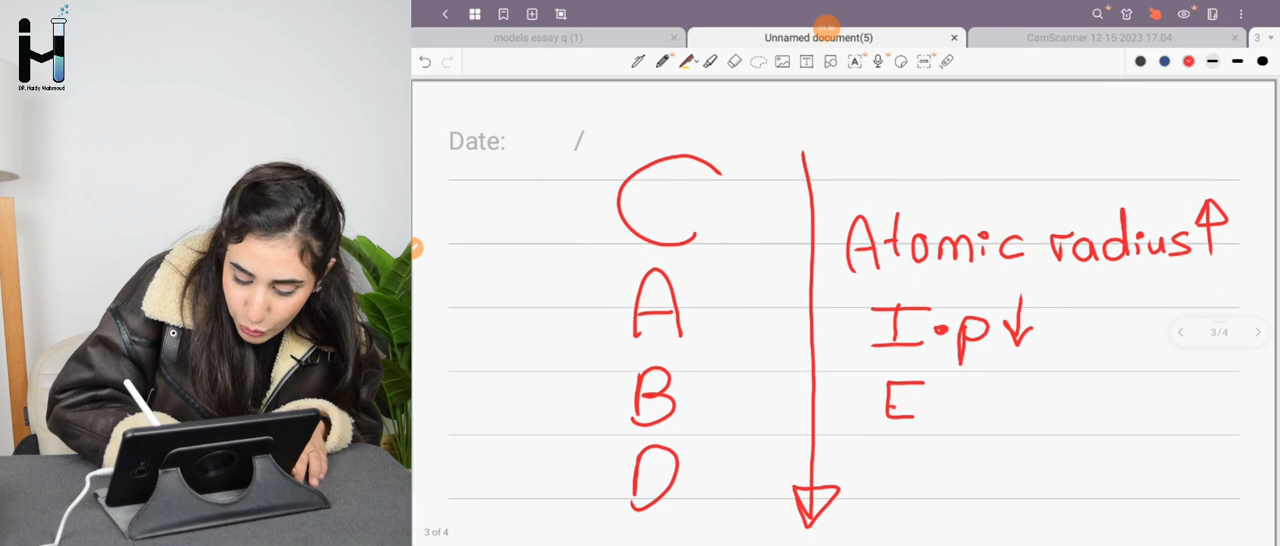 H
DR. Haidy Mahmoud
models essay q (1)
Unnamed document(5)
CamScanner 12-15-2023 17.04
3
Date: /
C
A
B
D
Atomic radius↑
I.p↓
E
3/4
3 of 4